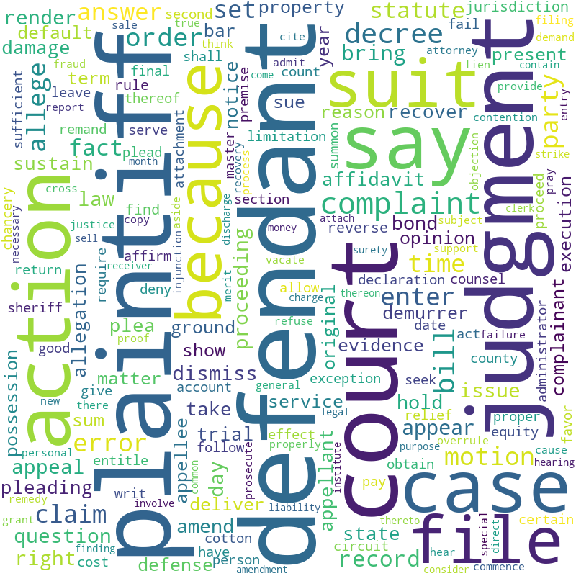 plaintiff
defendant
judgment
court
say
action
suit
file
case
because
complaint
claim
error
order
set
answer
render
default
damage
term
allege
sustain
fact
law
allegation
possession
appeal
pleading
question
right
matter
plea
ground
dismiss
show
take
trial
day
deliver
amend
defense
proceeding
notice
sue
decree
bring
statute
jurisdiction
present
party
recover
reason
affidavit
time
bond
opinion
enter
demurrer
evidence
bill
issue
appear
hold
service
original
appellant
appellee
motion
record
state
complainant
execution
administrator
property
year
bar
second
shall
count
limitation
premise
master
recovery
process
rule
leave
final
thereof
remand
serve
plead
attachment
sufficient
report
fraud
true
sale
think
admit
come
cite
attorney
lien
fail
filing
demand
contain
provide
contention
strike
objection
summon
proceed
clerk
pray
section
reverse
attach
money
surety
vacate
allow
charge
refuse
discharge
merit
aside
injunction
deny
affirm
require
find
copy
month
cross
justice
sell
chancery
necessary
return
receiver
sheriff
good
proof
new
there
personal
give
sum
account
entitle
writ
follow
have
effect
exception
general
legal
properly
prosecute
common
liability
institute
cotton
person
involve
amendment
remedy
grant
finding
cost
declaration
counsel
subject
support
thereon
date
act
failure
county
seek
relief
equity
proper
favor
cause
hearing
overrule
purpose
obtain
pay
circuit
thereto
hear
special
direct
certain
commence
consider